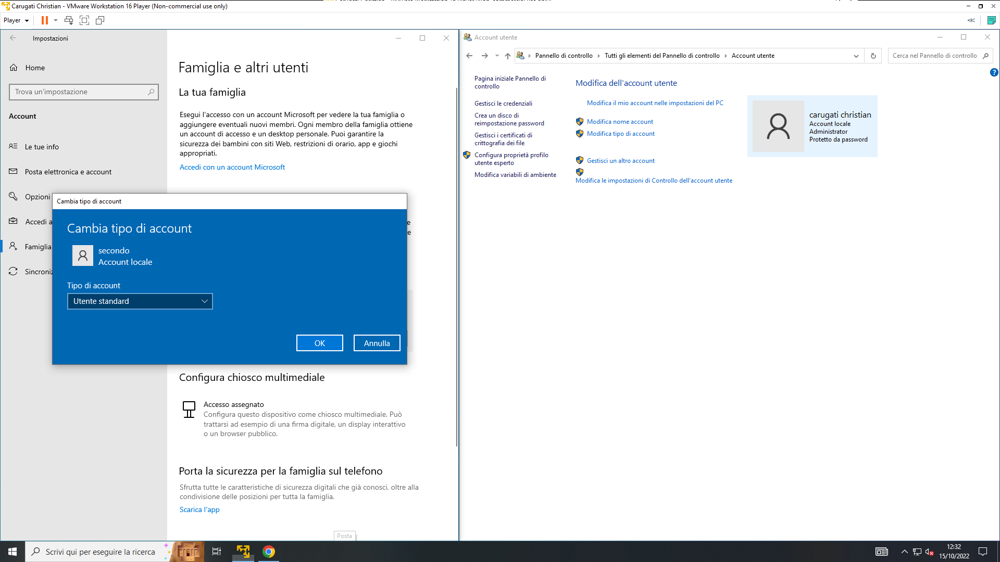 Carugati Christian - VMware Workstation 16 Player (Non-commercial use only)
Player
Impostazioni
Home
Trova un'impostazione
Account
Le tue info
Posta elettronica e account
Opzioni
Accedi a
Famiglia
Sincroniz
Famiglia e altri utenti
La tua famiglia
Esegui l'accesso con un account Microsoft per vedere la tua famiglia o
aggiungere eventuali nuovi membri. Ogni membro della famiglia ottiene
un account di accesso e un desktop personale. Puoi garantire la
sicurezza dei bambini con siti Web, restrizioni di orario, app e giochi
appropriati.
Accedi con un account Microsoft
e
e
Cambia tipo di account
Cambia tipo di account
secondo
Account locale
Tipo di account
Utente standard
OK
Annulla
Configura chiosco multimediale
Accesso assegnato
Configura questo dispositivo come chiosco multimediale. Può
trattarsi ad esempio di una firma digitale, un display interattivo
o un browser pubblico.
Porta la sicurezza per la famiglia sul telefono
Sfrutta tutte le caratteristiche di sicurezza digitali che già conosci, oltre alla
condivisione delle posizioni per tutta la famiglia.
Scarica l'app
Posta
Account utente
Pannello di controllo
Tutti gli elementi del Pannello di controllo
Account utente
Cerca nel Pannello di controllo
?
Pagina iniziale Pannello di
controllo
Gestisci le credenziali
Crea un disco di
reimpostazione password
Gestisci i certificati di
crittografia dei file
Configura proprietà profilo
utente esperto
Modifica variabili di ambiente
Modifica dell'account utente
Modifica il mio account nelle impostazioni del PC
Modifica nome account
Modifica tipo di account
Gestisci un altro account
Modifica le impostazioni di Controllo dell'account utente
carugati christian
Account locale
Administrator
Protetto da password
Scrivi qui per eseguire la ricerca
12:32
15/10/2022